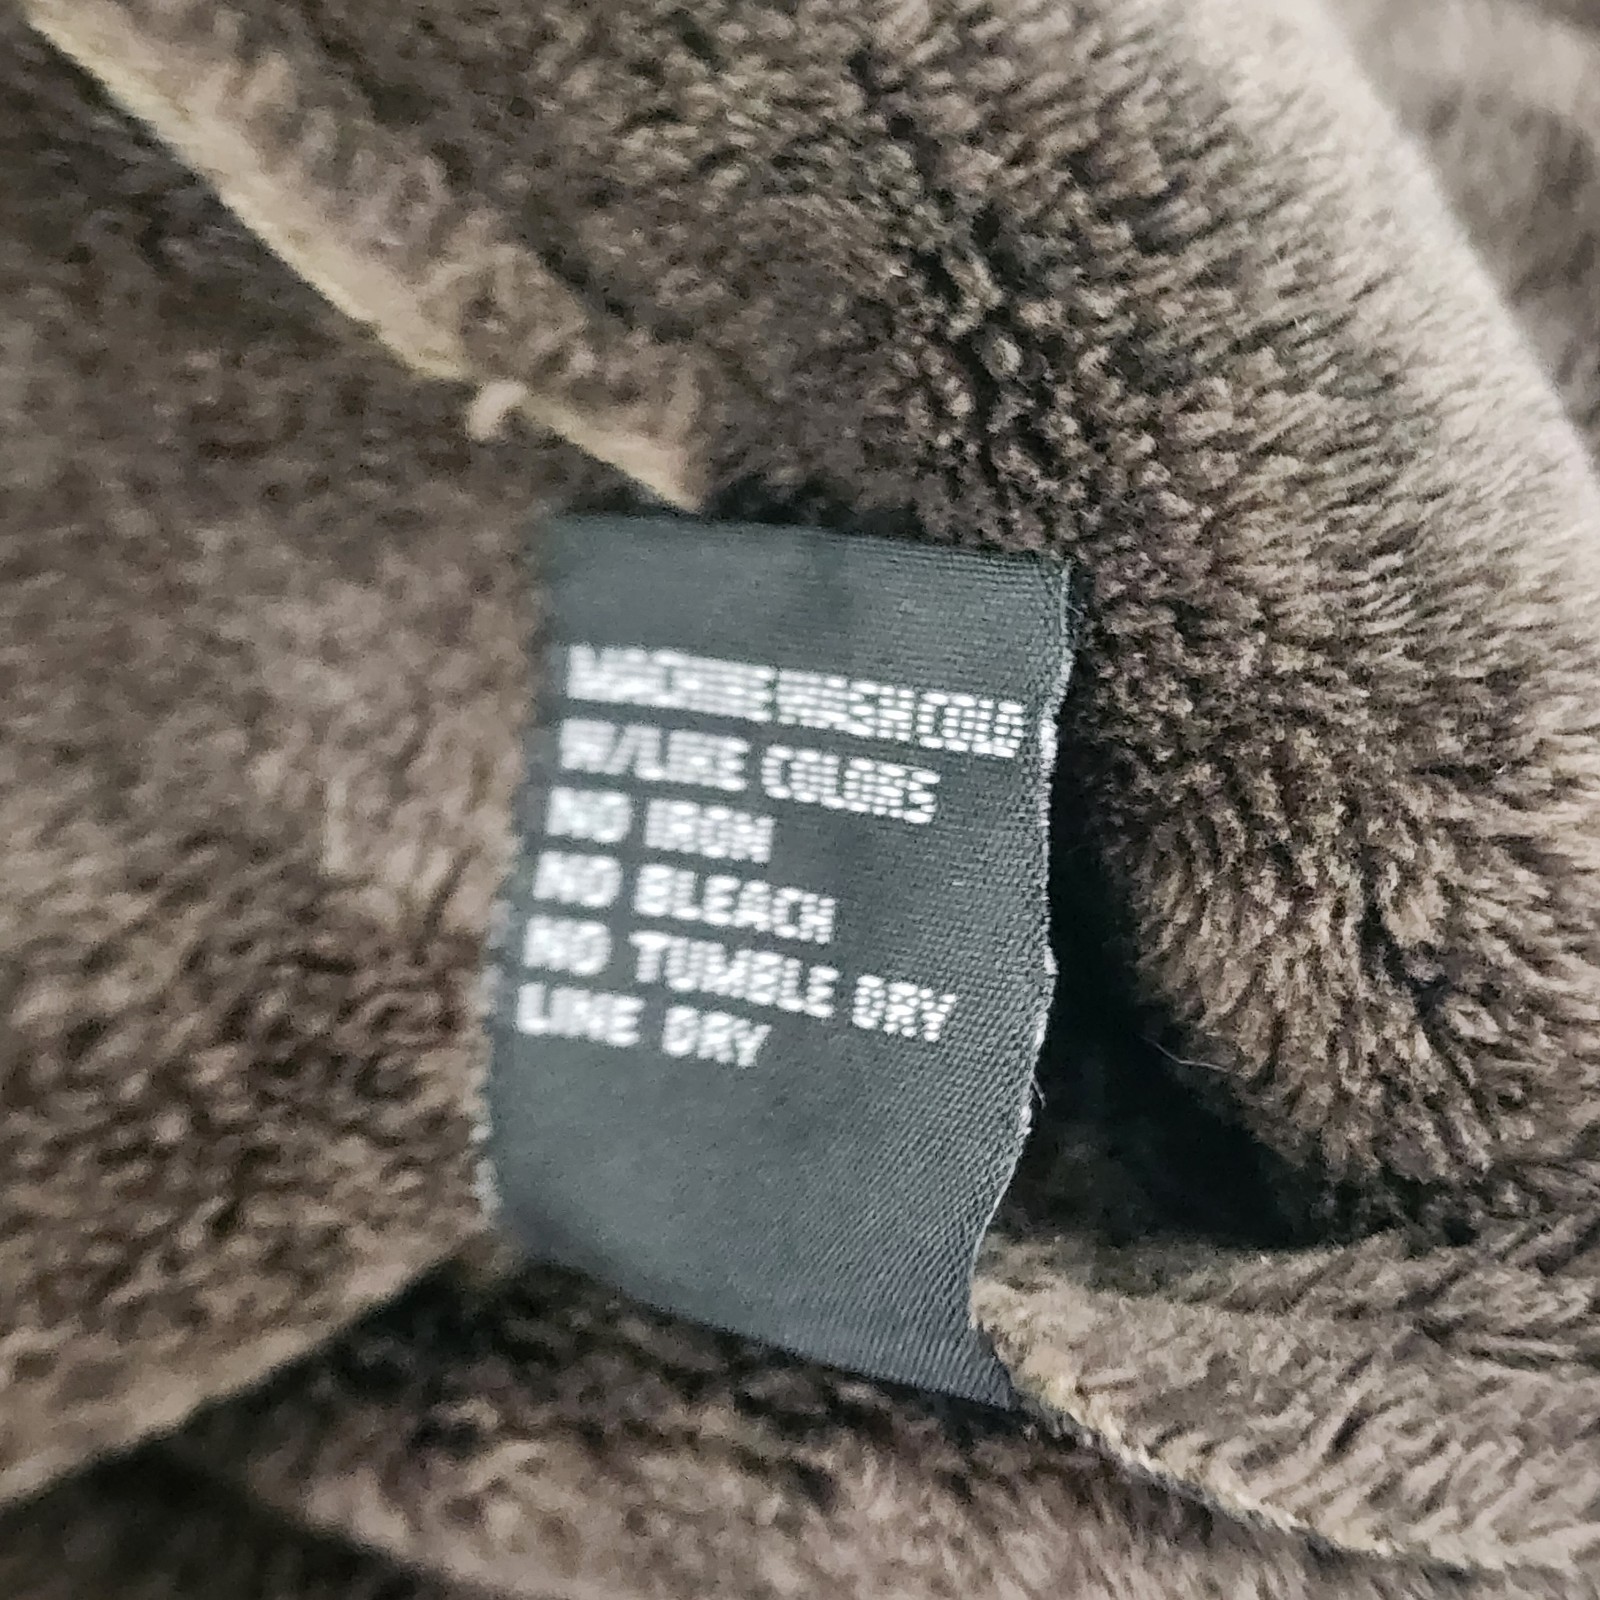 MACHINE WASH COLD
W/LIKE COLORS
NO IRON
NO BLEACH
NO TUMBLE DRY
LINE DRY